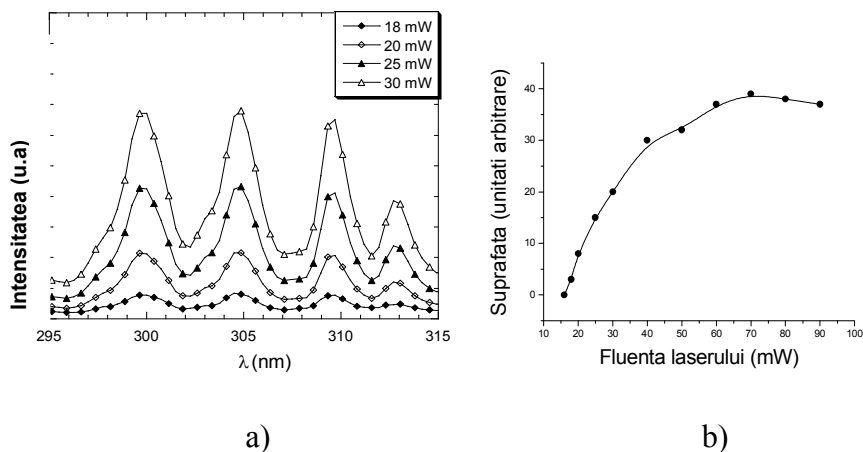 18 mW
20 mW
25 mW
30 mW
Intensitatea (u.a)
295 300 305 310 315
λ(nm)
a)
Suprafata (unitati arbitrare)
40
30
20
10
0
10 20 30 40 50 60 70 80 90 100
Fluenta laserului (mW)
b)